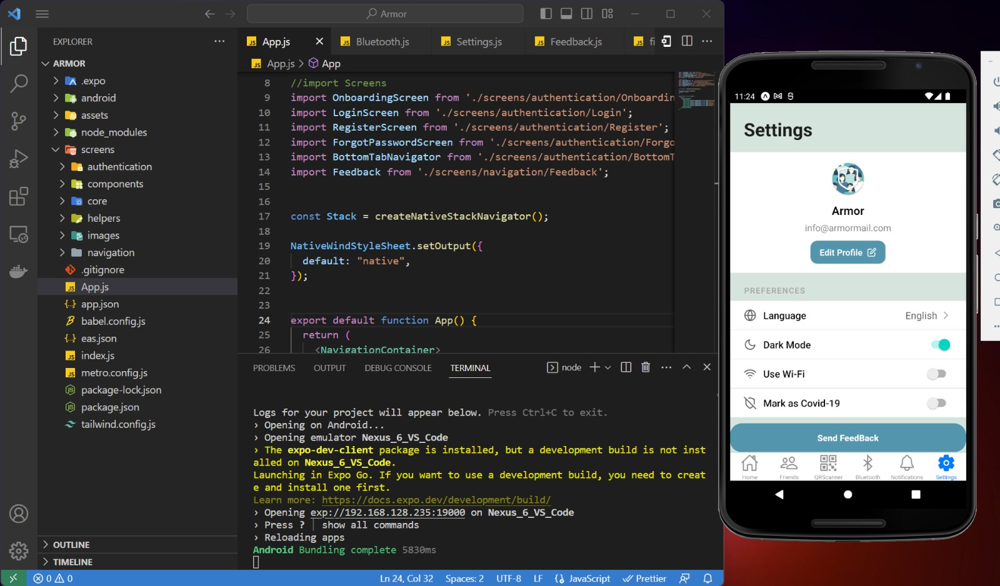 Armor
EXPLORER
ARMOR
.expo
android
assets
node_modules
screens
authentication
components
core
helpers
images
navigation
.gitignore
App.js
app.json
babel.config.js
eas.json
index.js
metro.config.js
package-lock.json
package.json
tailwind.config.js
OUTLINE
TIMELINE
App.js
Bluetooth.js
Settings.js
Feedback.js
fi
App.js > App
8 //import Screens
9 import OnboardingScreen from './screens/authentication/Onboardin
10 import LoginScreen from './screens/authentication/Login';
11 import RegisterScreen from './screens/authentication/Register';
12 import ForgotPasswordScreen from './screens/authentication/Forgo
13 import BottomTabNavigator from './screens/authentication/BottomT
14 import Feedback from './screens/navigation/Feedback';
15
16
17 const Stack = createNativeStackNavigator();
18
19 NativeWindStyleSheet.setOutput({
20 default: "native",
21 });
22
23
24 export default function App() {
25 return (
26 <NavigationContainer>
PROBLEMS
OUTPUT
DEBUG CONSOLE
TERMINAL
node
Logs for your project will appear below. Press Ctrl+C to exit.
› Opening on Android...
› Opening emulator Nexus_6_VS_Code
› The expo-dev-client package is installed, but a development build is not inst
alled on Nexus_6_VS_Code.
Launching in Expo Go. If you want to use a development build, you need to creat
e and install one first.
Learn more: https://docs.expo.dev/development/build/
› Opening exp://192.168.128.235:19000 on Nexus_6_VS_Code
› Press ? │ show all commands
› Reloading apps
Android Bundling complete 5830ms
0 0
Ln 24, Col 32
Spaces: 2
UTF-8
LF
JavaScript
Prettier
11:24
Settings
Armor
info@armormail.com
Edit Profile
PREFERENCES
Language English
Dark Mode
Use Wi-Fi
Mark as Covid-19
Send FeedBack
Home
Friends
QRScanner
Bluetooth
Notifications
Settings